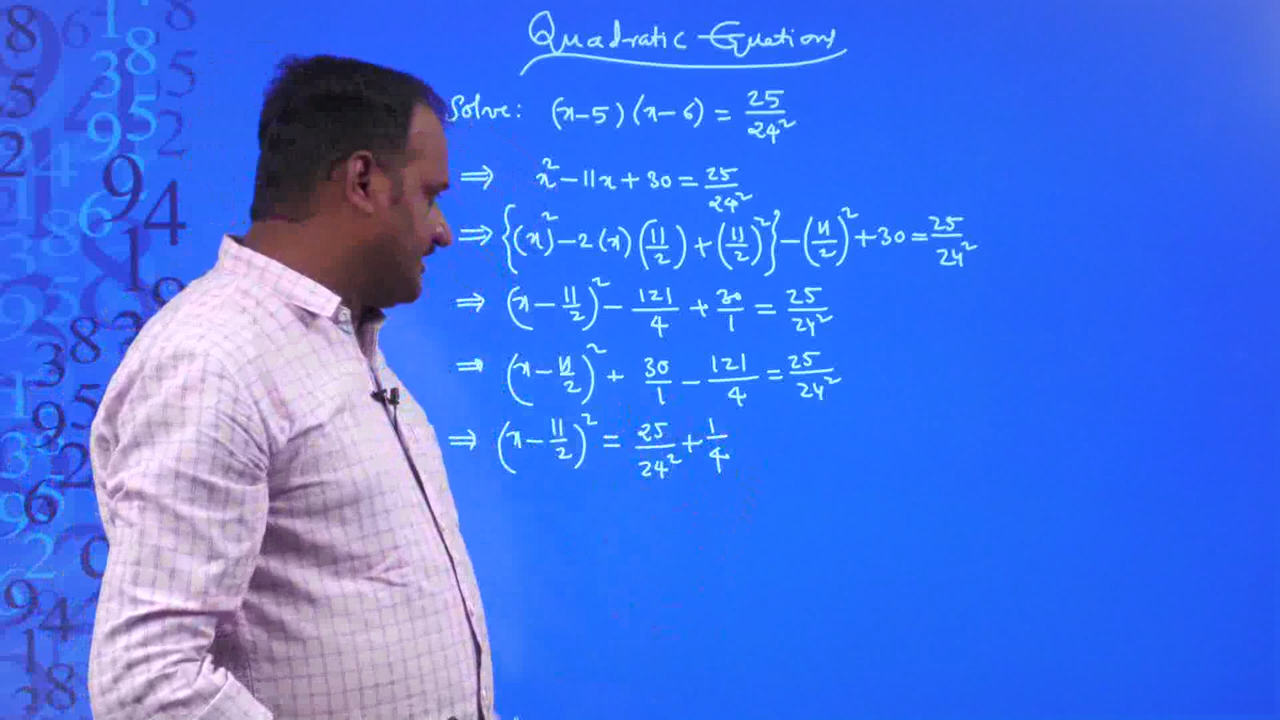 Quadratic Equations
Solve: (x-5)(x-6) = 25/24²
⇒ x² - 11x + 30 = 25/24²
⇒ {(x)² - 2(x)(11/2) + (11/2)²} - (11/2)² + 30 = 25/24²
⇒ (x - 11/2)² - 121/4 + 30/1 = 25/24²
⇒ (x - 11/2)² + 30/1 - 121/4 = 25/24²
⇒ (x - 11/2)² = 25/24² + 1/4